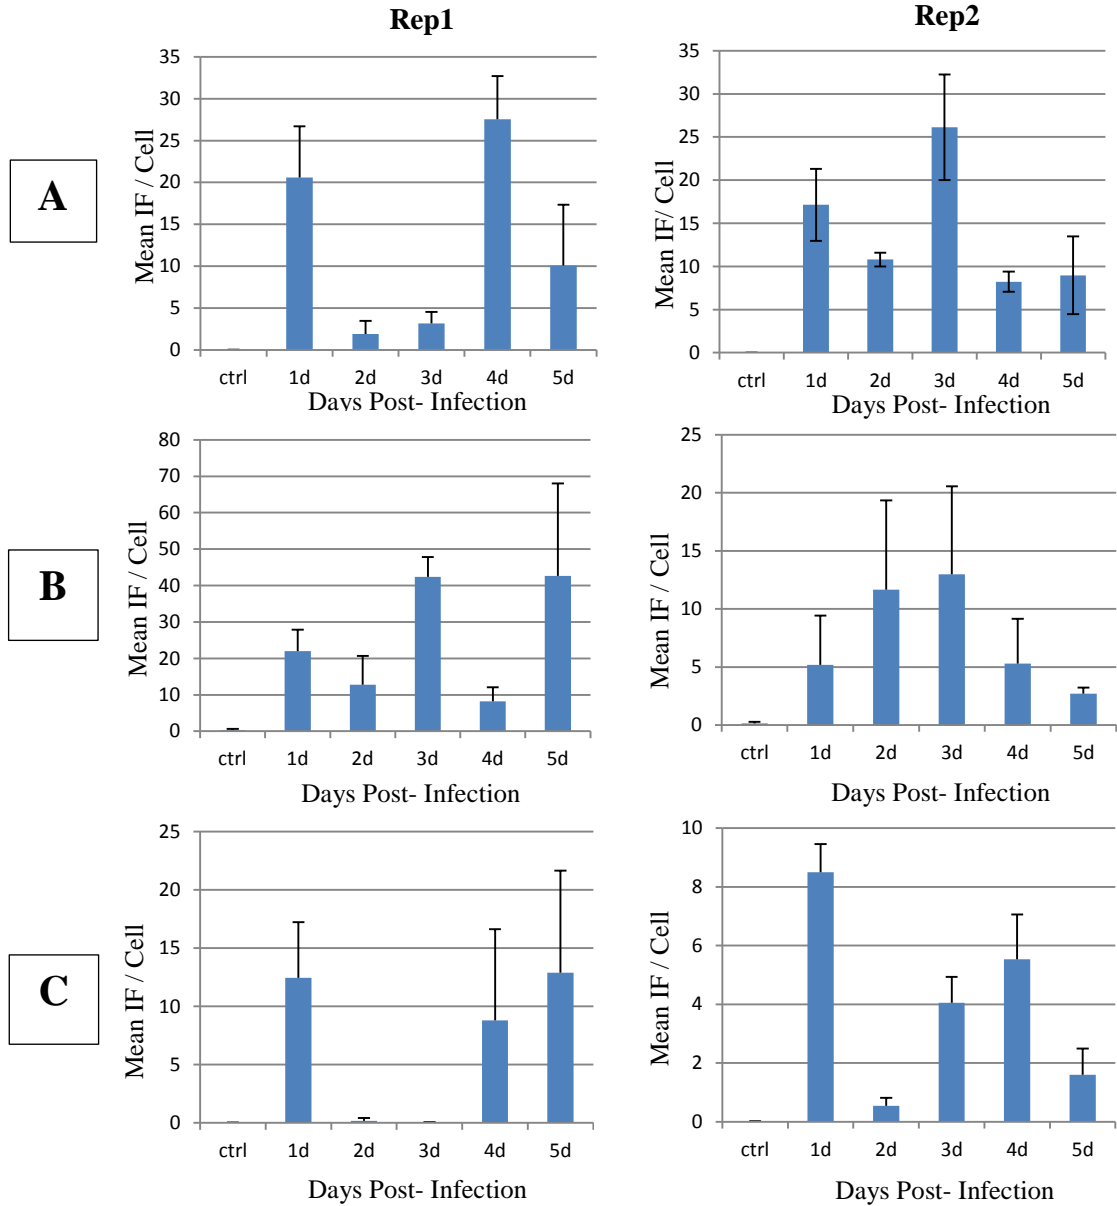 Rep1
Rep2
A
Mean IF / Cell
35
30
25
20
15
10
5
0
ctrl 1d 2d 3d 4d 5d
Days Post- Infection
Mean IF/ Cell
35
30
25
20
15
10
5
0
ctrl 1d 2d 3d 4d 5d
Days Post- Infection
B
Mean IF / Cell
80
70
60
50
40
30
20
10
0
ctrl 1d 2d 3d 4d 5d
Days Post- Infection
Mean IF / Cell
25
20
15
10
5
0
ctrl 1d 2d 3d 4d 5d
Days Post- Infection
C
Mean IF / Cell
25
20
15
10
5
0
ctrl 1d 2d 3d 4d 5d
Days Post- Infection
Mean IF / Cell
10
8
6
4
2
0
ctrl 1d 2d 3d 4d 5d
Days Post- Infection